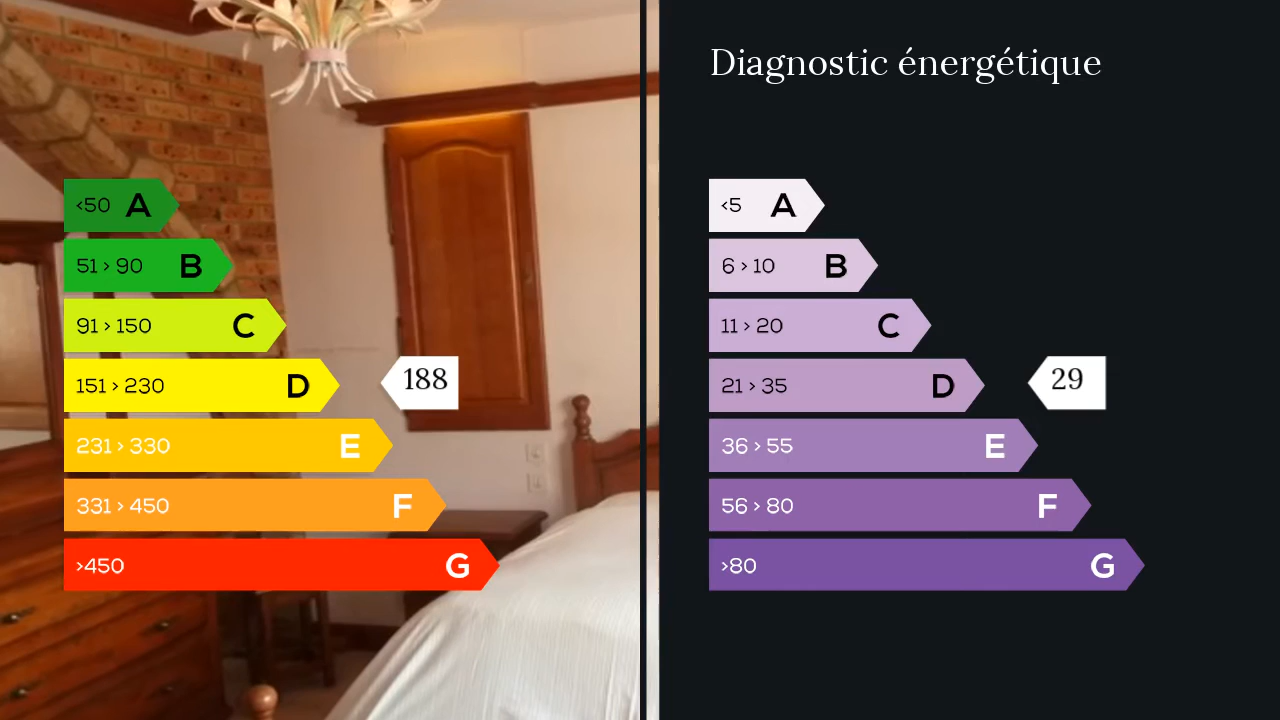 Diagnostic énergétique
<50 A
51 > 90 B
91 > 150 C
151 > 230 D
188
231 > 330 E
331 > 450 F
>450 G
<5 A
6 > 10 B
11 > 20 C
21 > 35 D
29
36 > 55 E
56 > 80 F
>80 G